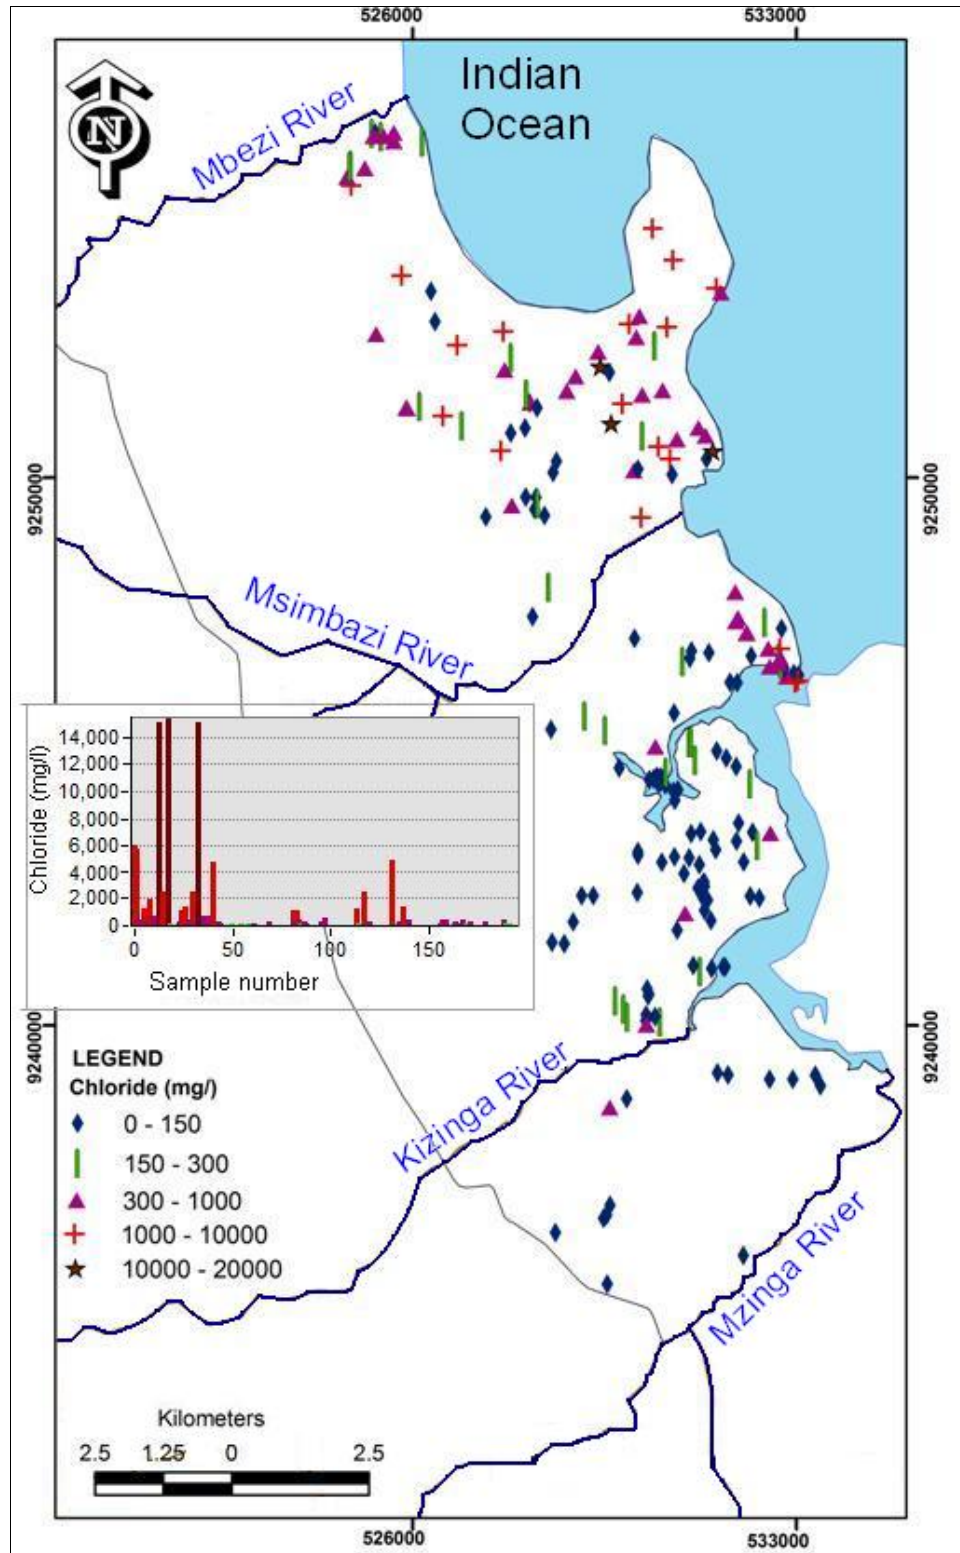 526000
533000
Indian
Ocean
N
Mbezi River
9250000
9250000
Msimbazi River
Chloride (mg/l)
14,000
12,000
10,000
8,000
6,000
4,000
2,000
0
0
50
100
150
Sample number
9240000
9240000
LEGEND
Chloride (mg/)
0 - 150
150 - 300
300 - 1000
1000 - 10000
10000 - 20000
Kizinga River
Mzinga River
Kilometers
2.5 1.25 0 2.5
526000
533000